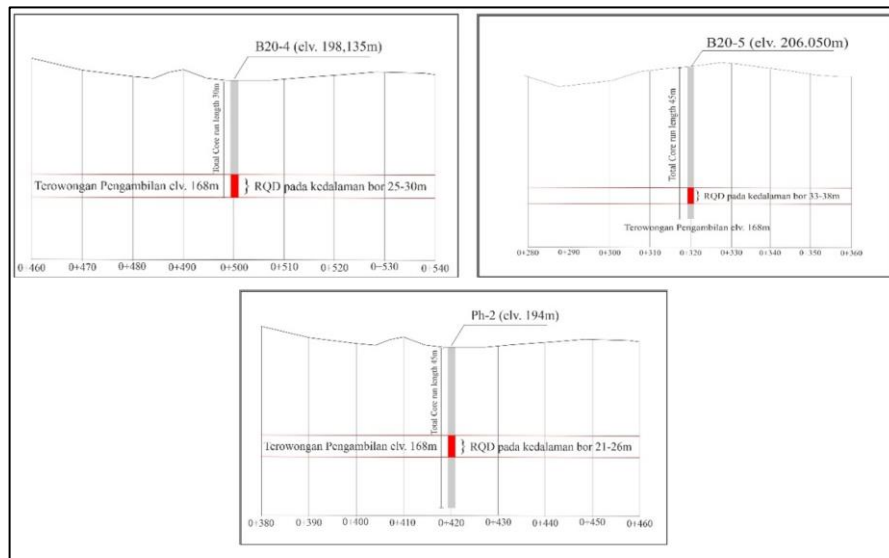 B20-4 (elv. 198,135m)
Total Core run length 30m
Terowongan Pengambilan elv. 168m
RQD pada kedalaman bor 25-30m
0+460 0+470 0+480 0+490 0+500 0+510 0+520 0+530 0+540
B20-5 (elv. 206.050m)
Total Core run length 45m
RQD pada kedalaman bor 33-38m
Terowongan Pengambilan elv. 168m
0+280 0+290 0+300 0+310 0+320 0+330 0+340 0+350 0+360
Ph-2 (elv. 194m)
Total Core run length 45m
Terowongan Pengambilan elv. 168m
RQD pada kedalaman bor 21-26m
0+380 0+390 0+400 0+410 0+420 0+430 0+440 0+450 0+460